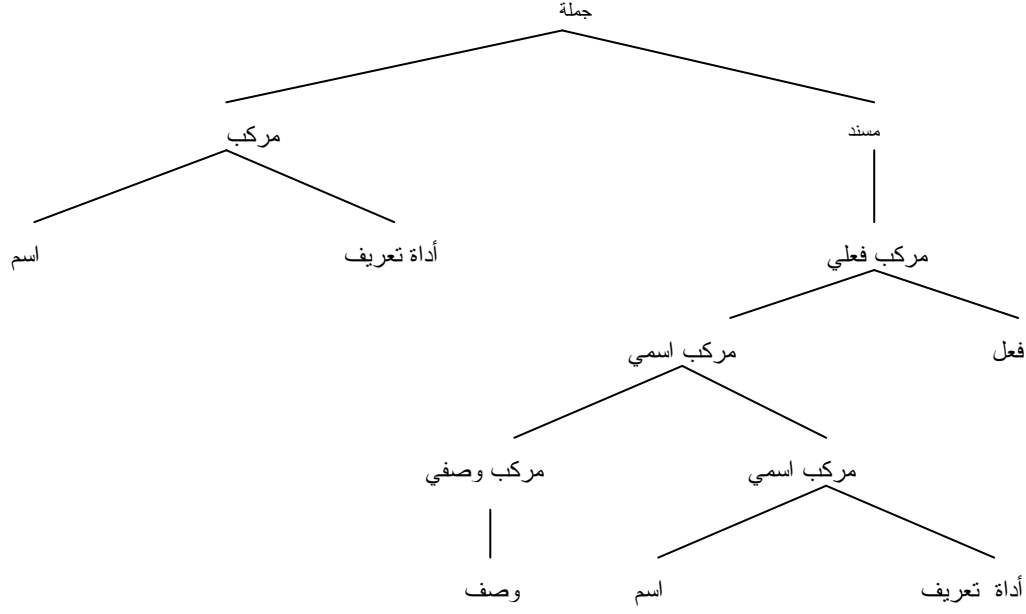 جملة
مسند
مركب
مركب فعلي
أداة تعريف
اسم
فعل
مركب اسمي
مركب اسمي
مركب وصفي
أداة تعريف
اسم
وصف